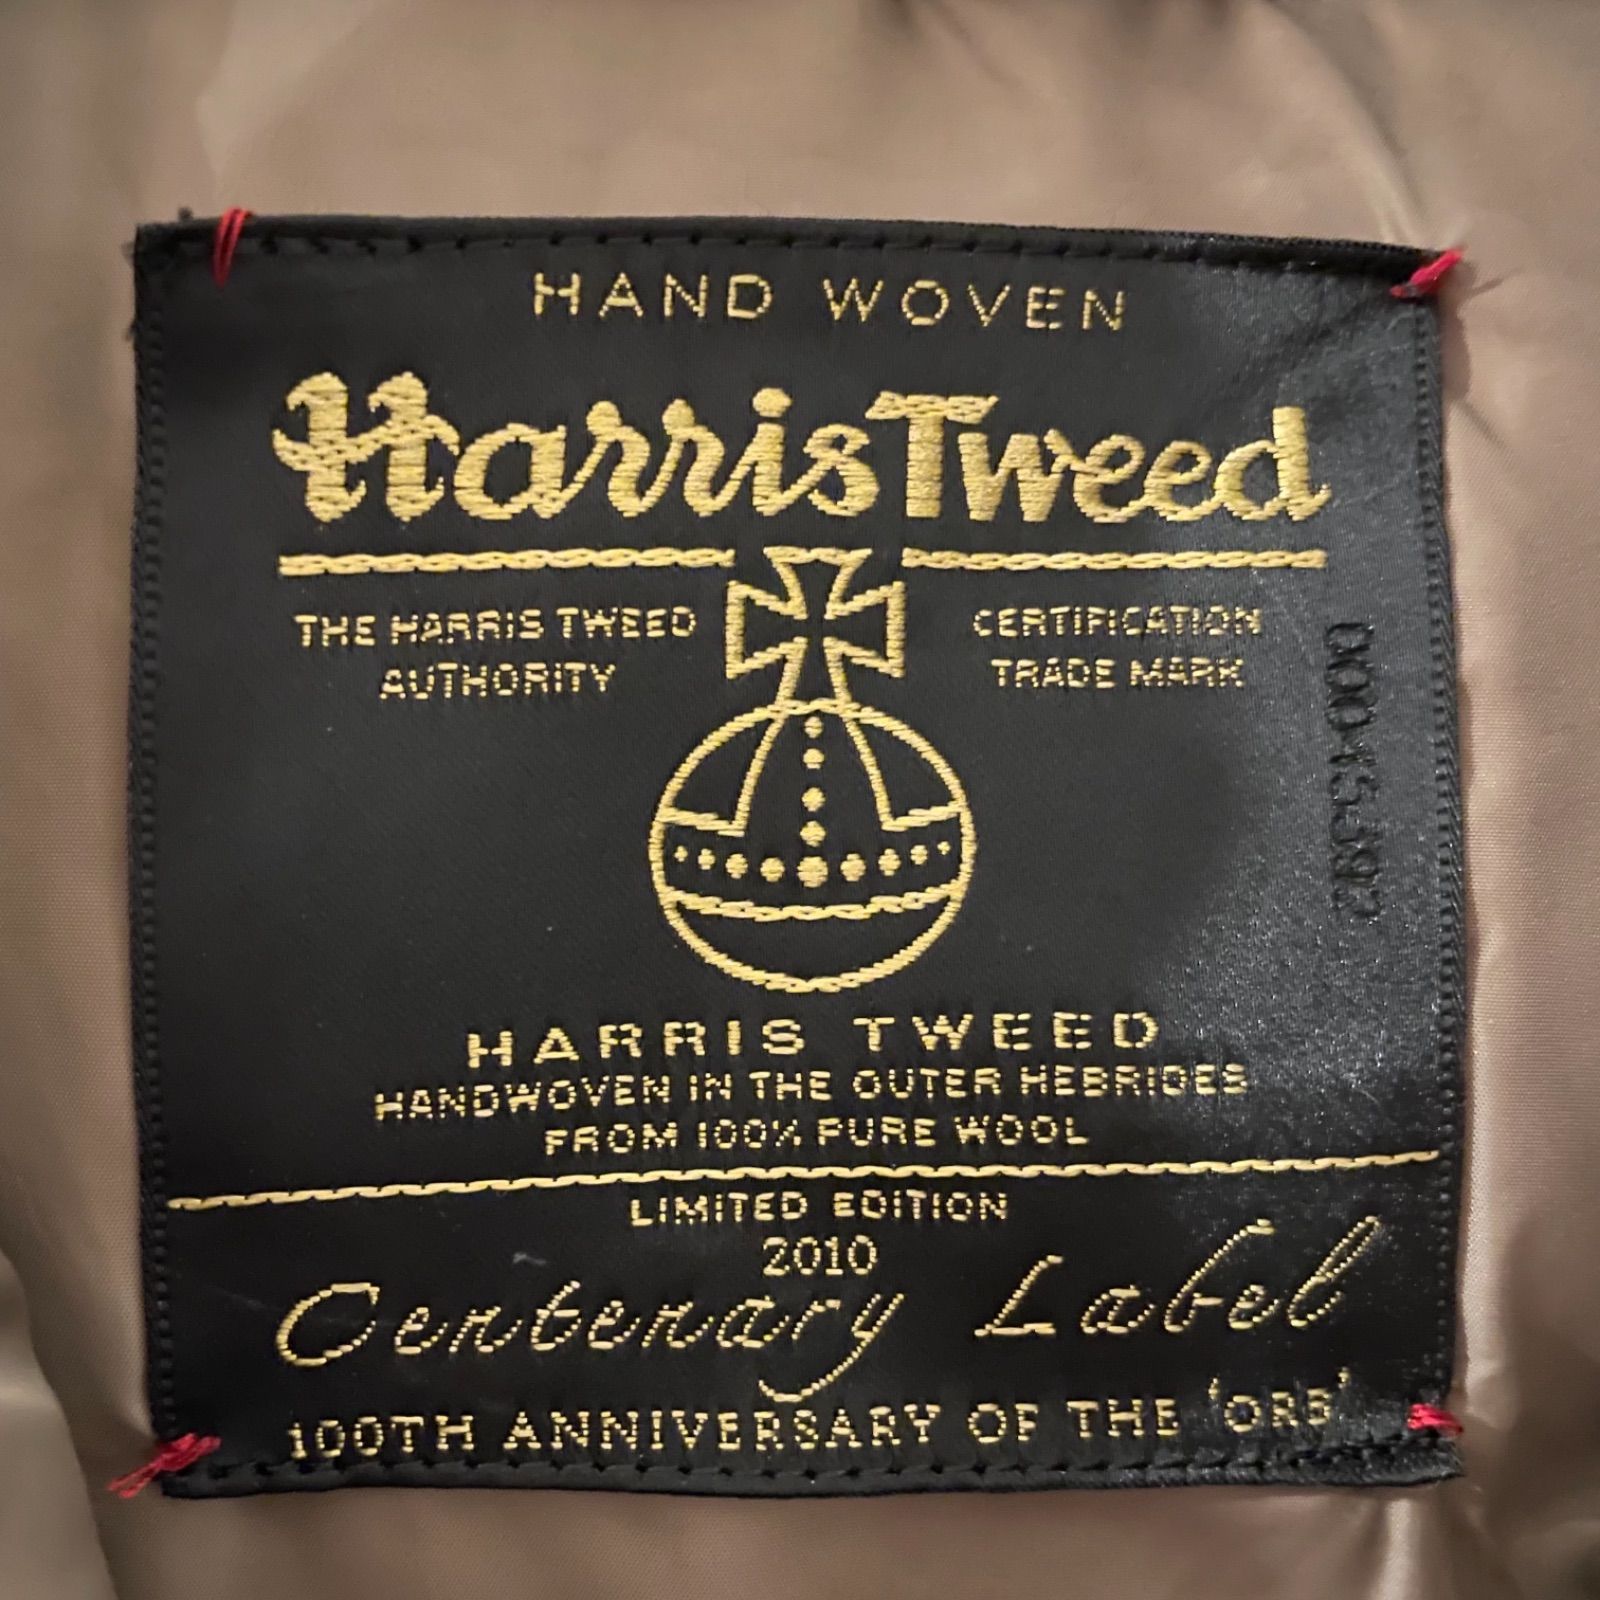 HAND WOVEN
Harris Tweed
THE HARRIS TWEED
AUTHORITY
CERTIFICATION
TRADE MARK
HARRIS TWEED
HANDWOVEN IN THE OUTER HEBRIDES
FROM 100% PURE WOOL
LIMITED EDITION
2010
Centenary Label
100TH ANNIVERSARY OF THE 'ORB'